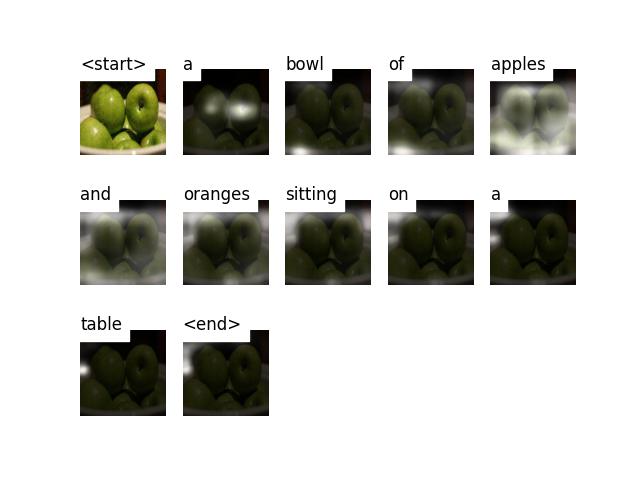 <start> a bowl of apples
and oranges sitting on a
table <end>